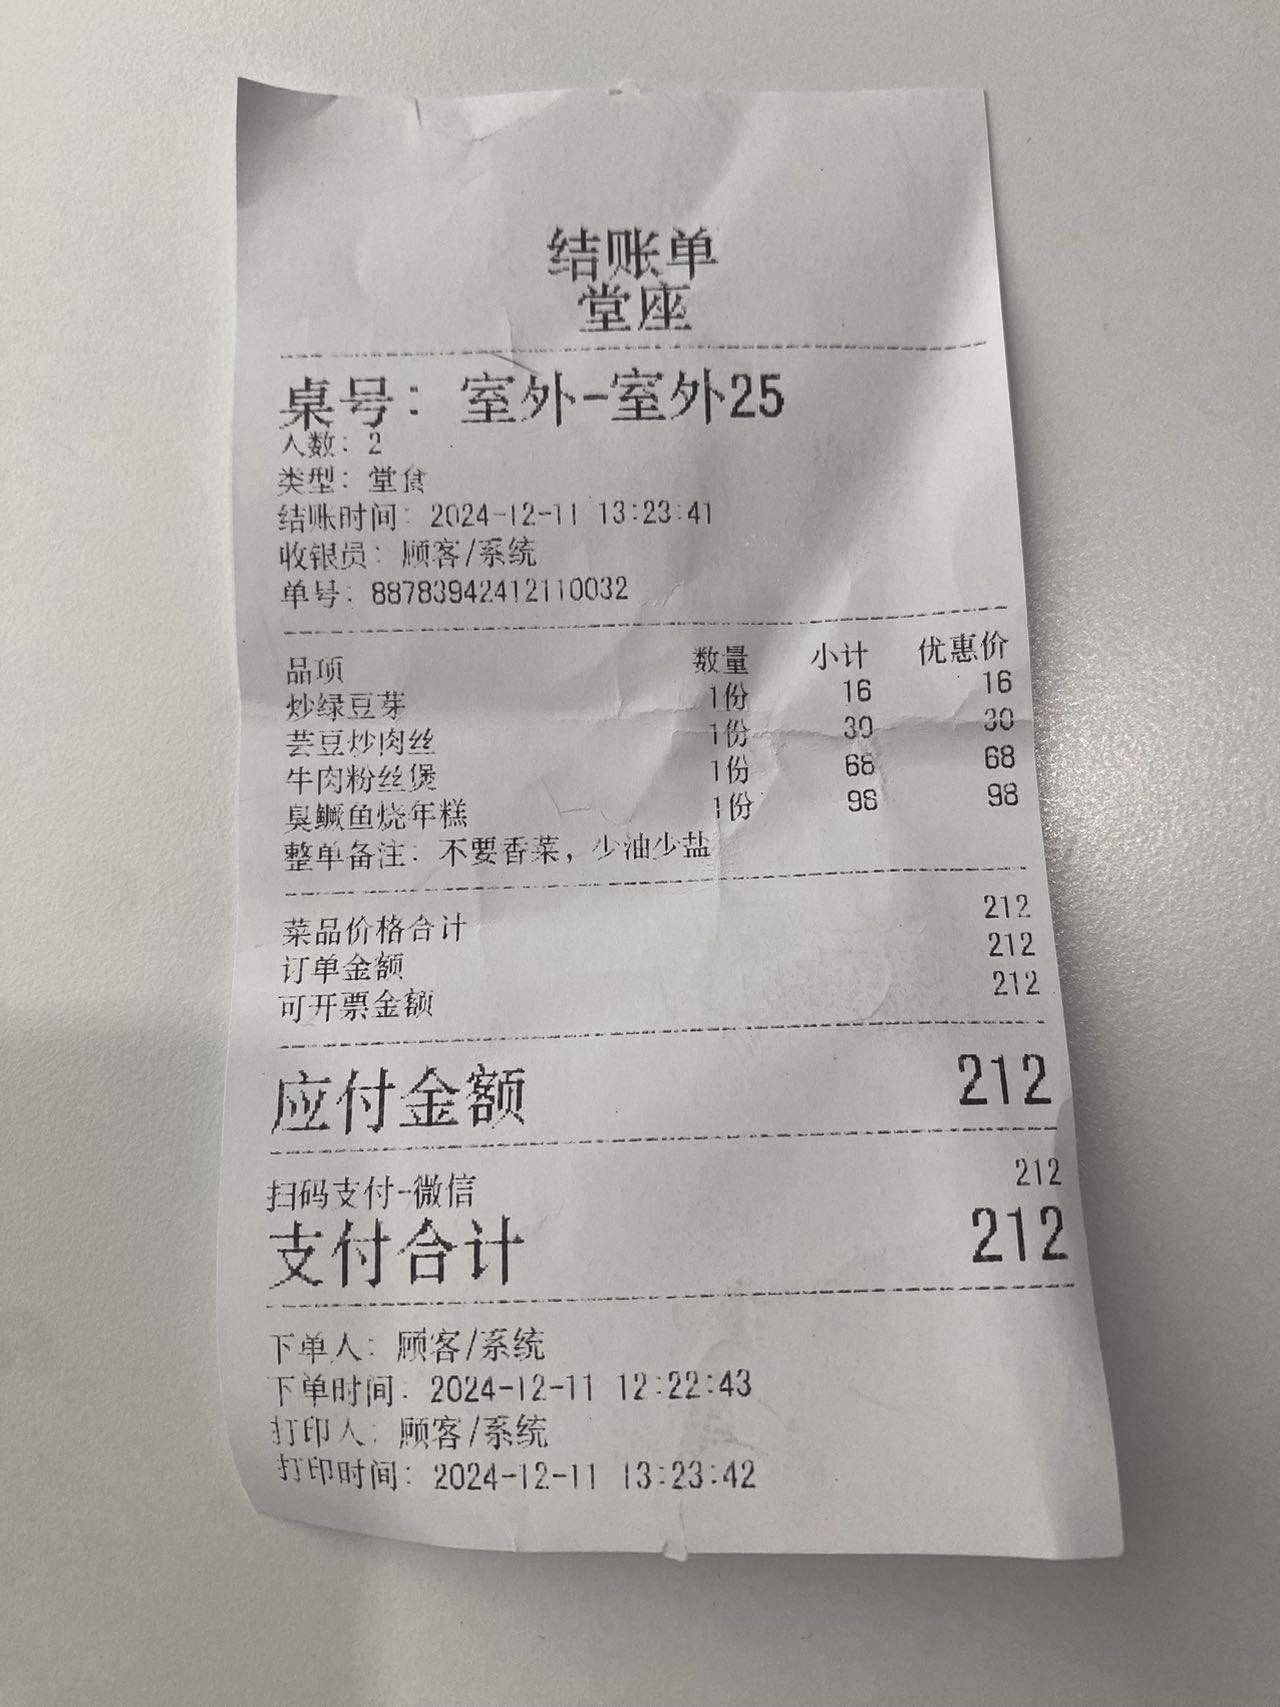 结账单
堂座
桌号: 室外-室外25
人数: 2
类型: 堂食
结账时间: 2024-12-11 13:23:41
收银员: 顾客/系统
单号: 88783942412110032
品项 数量 小计 优惠价
炒绿豆芽 1份 16 16
芸豆炒肉丝 1份 30 30
牛肉粉丝煲 1份 68 68
臭鳜鱼烧年糕 1份 98 98
整单备注: 不要香菜, 少油少盐
菜品价格合计 212
订单金额 212
可开票金额 212
应付金额 212
扫码支付-微信 212
支付合计 212
下单人: 顾客/系统
下单时间: 2024-12-11 12:22:43
打印人: 顾客/系统
打印时间: 2024-12-11 13:23:42